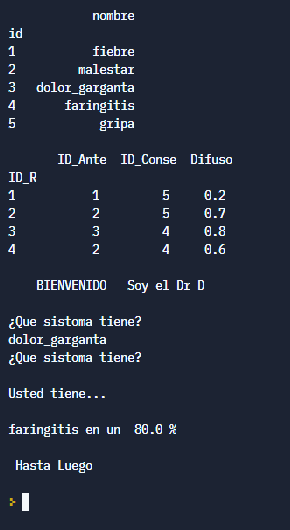 nombre
id
1 fiebre
2 malestar
3 dolor_garganta
4 faringitis
5 gripa
ID_Ante ID_Conse Difuso
ID_R
1 1 5 0.2
2 2 5 0.7
3 3 4 0.8
4 2 4 0.6
BIENVENIDO Soy el Dr D
¿Que sistoma tiene?
dolor_garganta
¿Que sistoma tiene?
Usted tiene...
faringitis en un 80.0 %
Hasta Luego
>